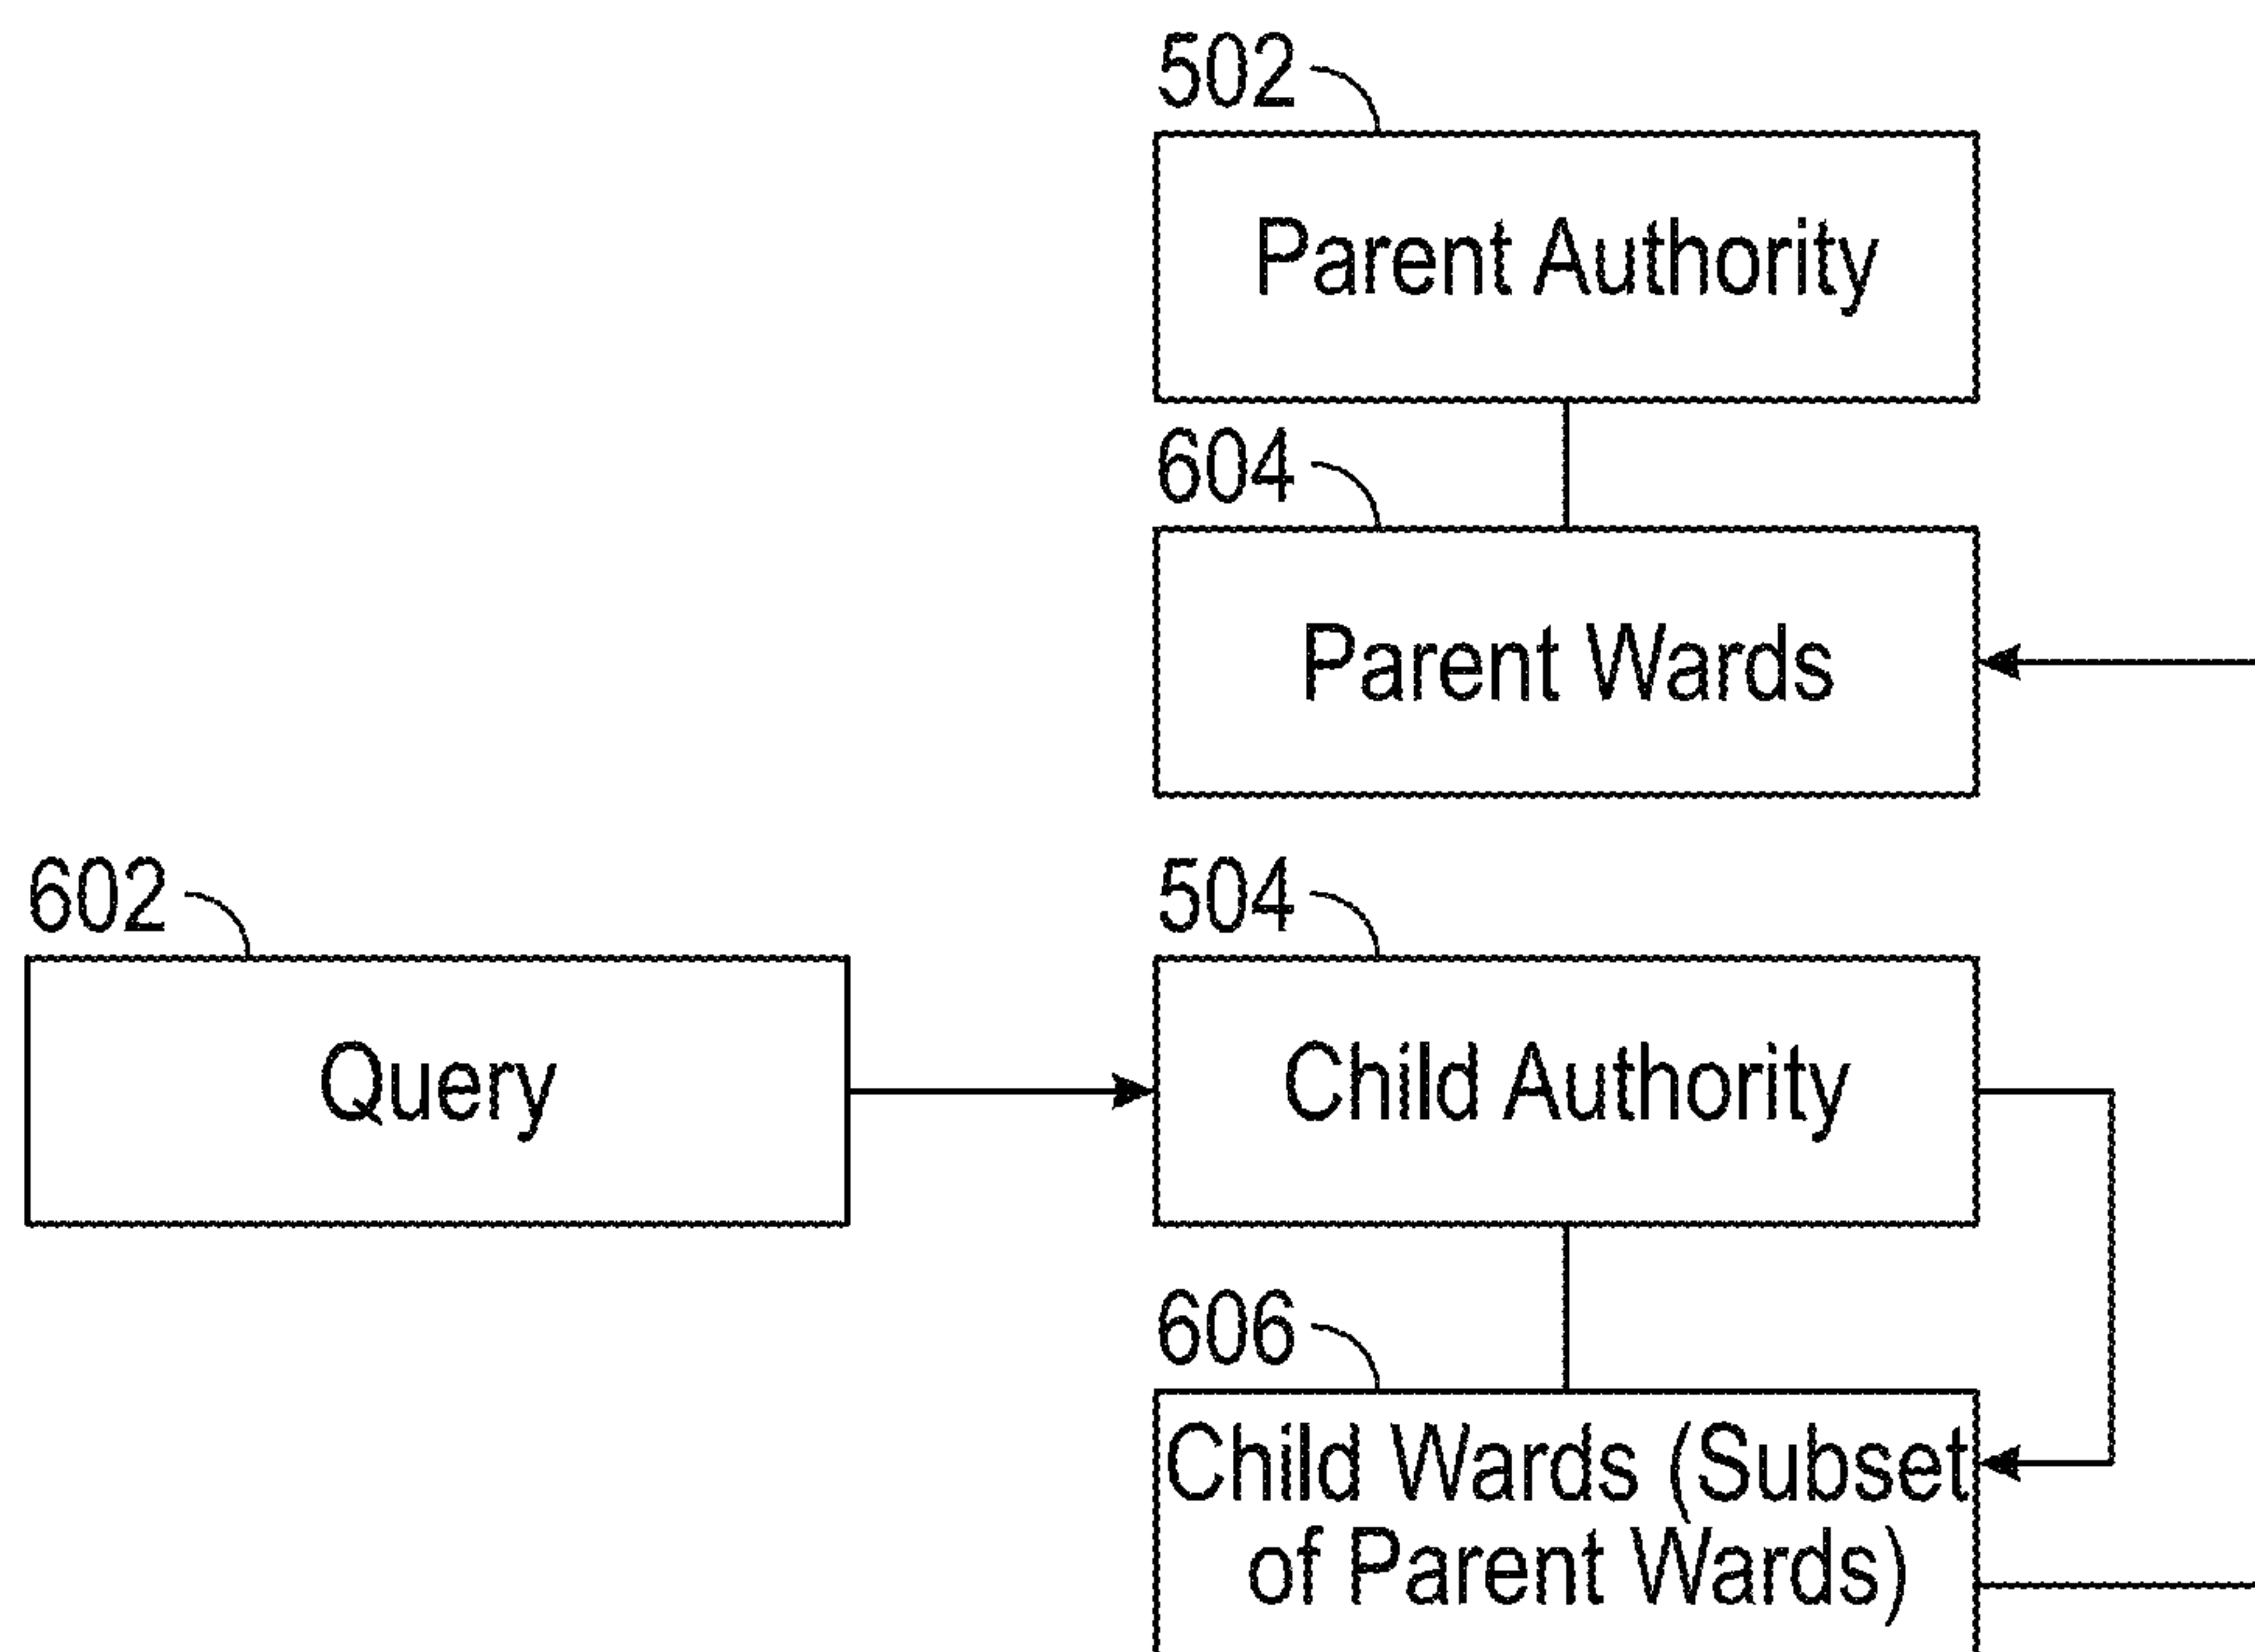 502
Parent Authority
604
Parent Wards
602
504
Query
Child Authority
606
Child Wards (Subset
of Parent Wards)